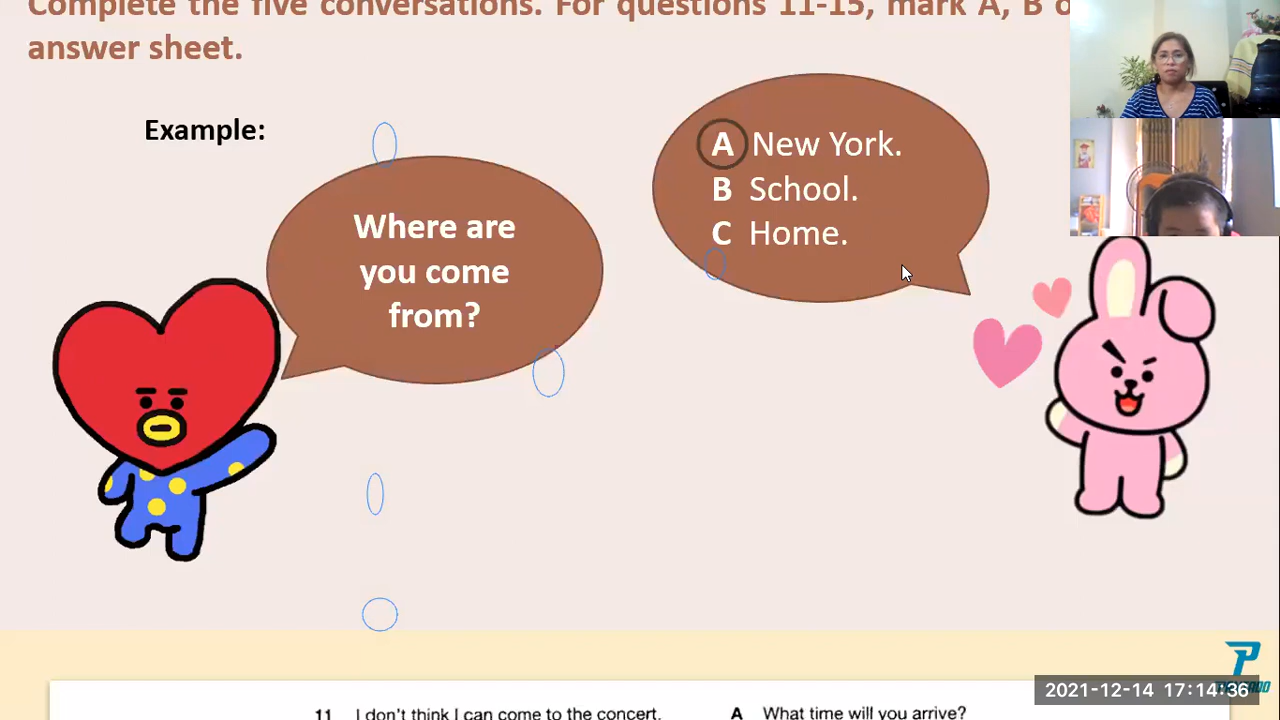 Complete the five conversations. For questions 11-15, mark A, B
answer sheet.
Example:
Where are
you come
from?
A New York.
B School.
C Home.
11 I don't think I can come to the concert.
A What time will you arrive?
2021-12-14 17:14:36